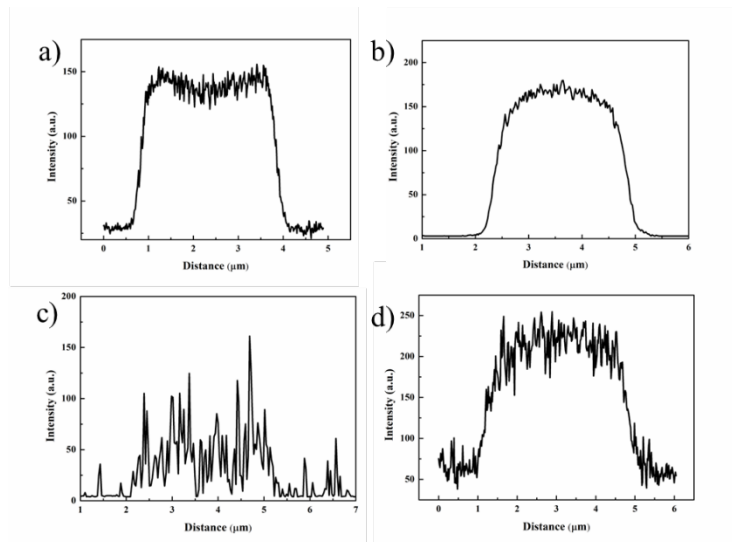 a)
150
100
50
Intensity (a.u.)
0 1 2 3 4 5
Distance (μm)
b)
200
150
100
50
0
Intensity (a.u.)
1 2 3 4 5 6
Distance (μm)
c)
200
150
100
50
0
Intensity (a.u.)
1 2 3 4 5 6 7
Distance (μm)
d)
250
200
150
100
50
Intensity (a.u.)
0 1 2 3 4 5 6
Distance (μm)